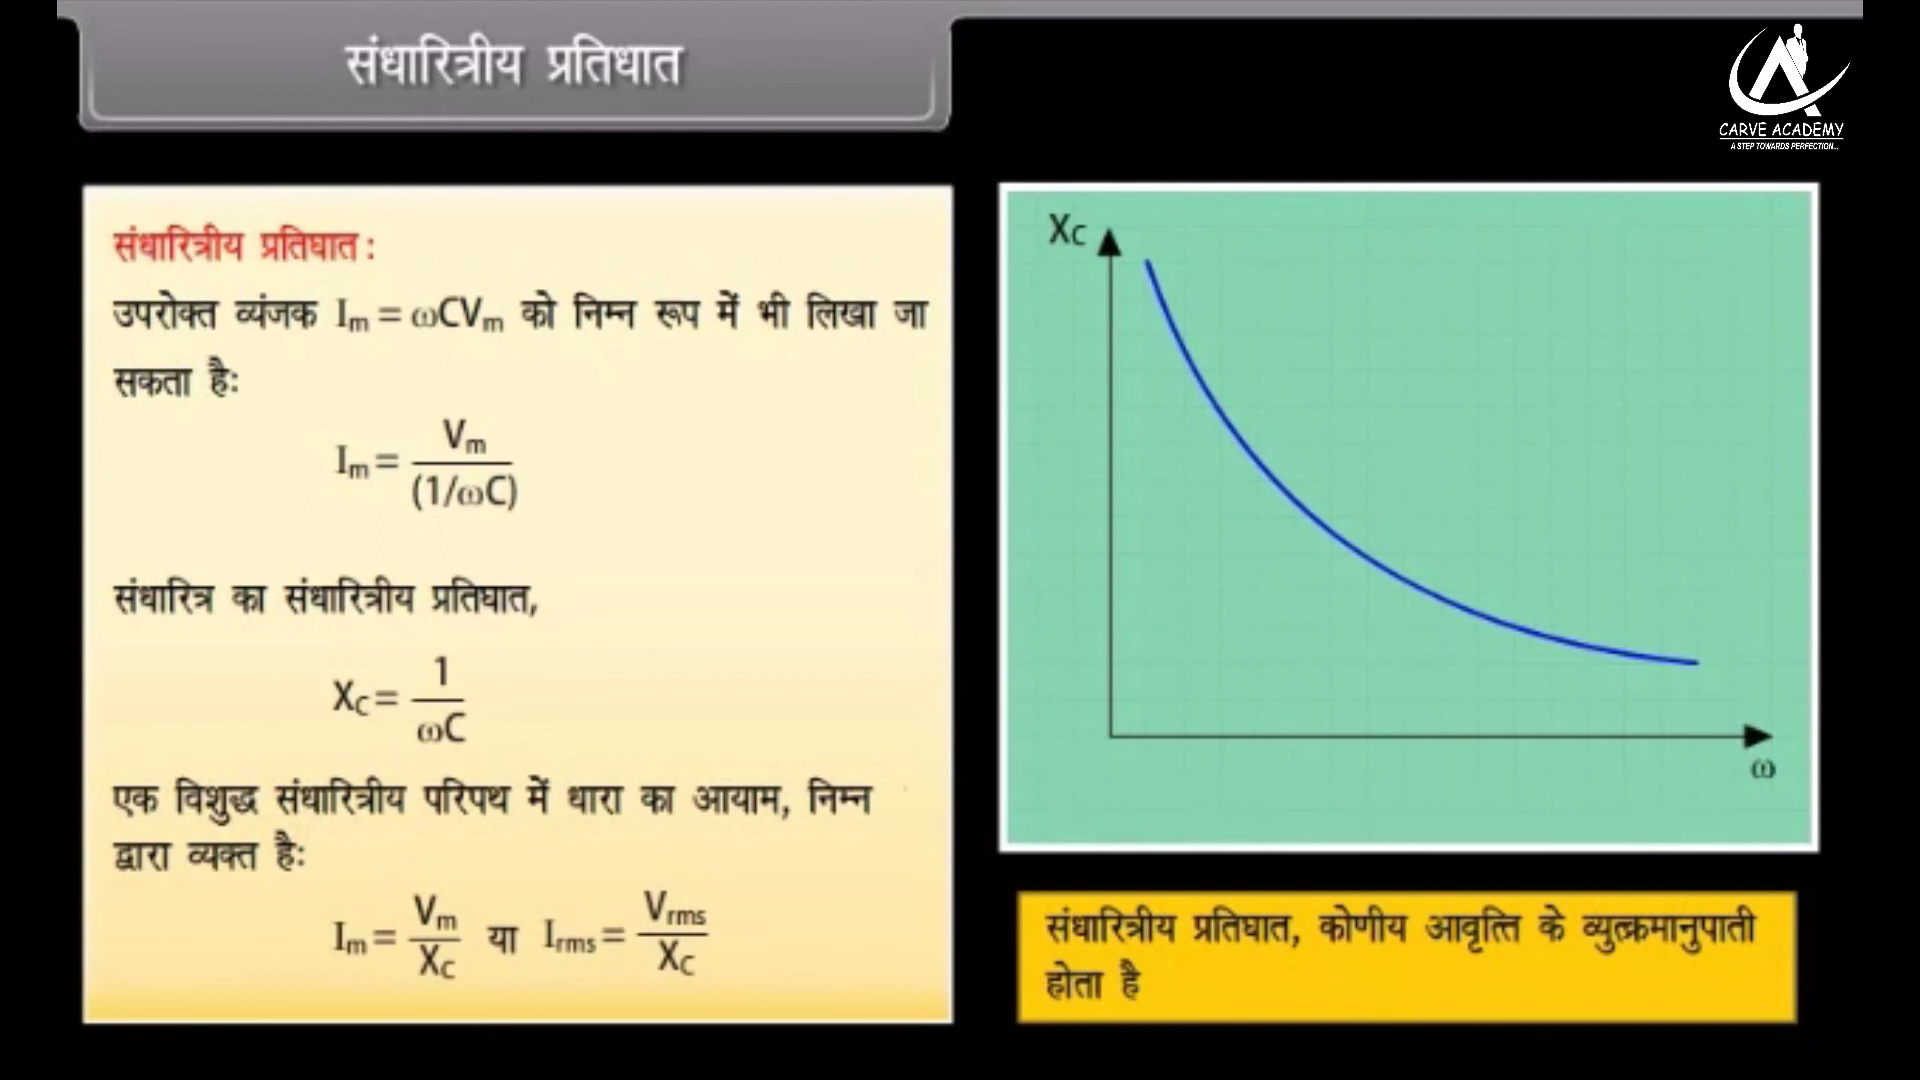 संधारित्रीय प्रतिघात
CARVE ACADEMY
A STEP TOWARDS PERFECTION...
संधारित्रीय प्रतिघात :
उपरोक्त व्यंजक Im = ωCVm को निम्न रूप में भी लिखा जा
सकता है:
Im = Vm / (1/ωC)
संधारित्र का संधारित्रीय प्रतिघात,
XC = 1 / ωC
एक विशुद्ध संधारित्रीय परिपथ में धारा का आयाम, निम्न
द्वारा व्यक्त है:
Im = Vm / XC या Irms = Vrms / XC
XC
ω
संधारित्रीय प्रतिघात, कोणीय आवृत्ति के व्युत्क्रमानुपाती
होता है